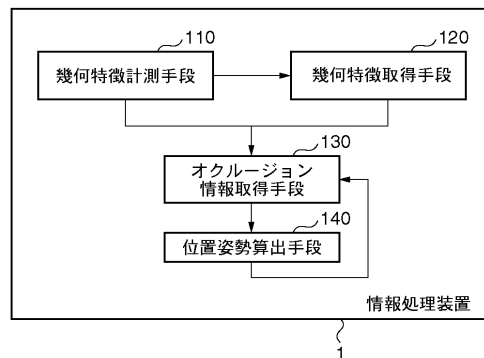 110
幾何特徴計測手段
120
幾何特徴取得手段
130
オクルージョン
情報取得手段
140
位置姿勢算出手段
情報処理装置
1